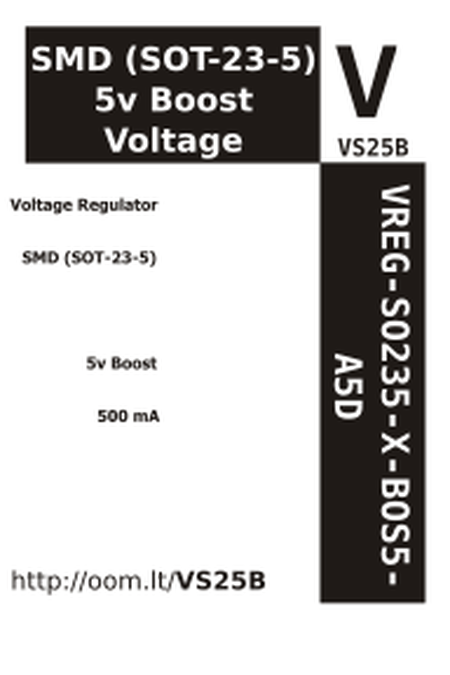 SMD (SOT-23-5)
5v Boost
Voltage
V
VS25B
Voltage Regulator
SMD (SOT-23-5)
5v Boost
500 mA
VREG-S0235-X-B0S5-
A5D
http://oom.lt/VS25B